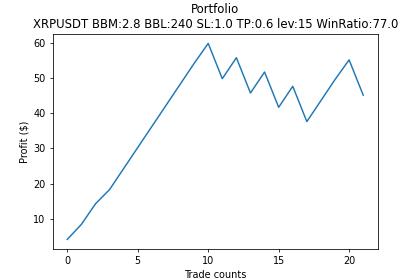 Portfolio
XRPUSDT BBM:2.8 BBL:240 SL:1.0 TP:0.6 lev:15 WinRatio:77.0
60
50
40
30
20
10
Profit ($)
0 5 10 15 20
Trade counts